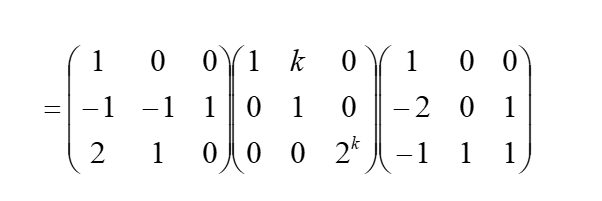 1 0 0 1 k 0 1 0 0
= −1 −1 1 0 1 0 −2 0 1
2 1 0 0 0 2^k −1 1 1